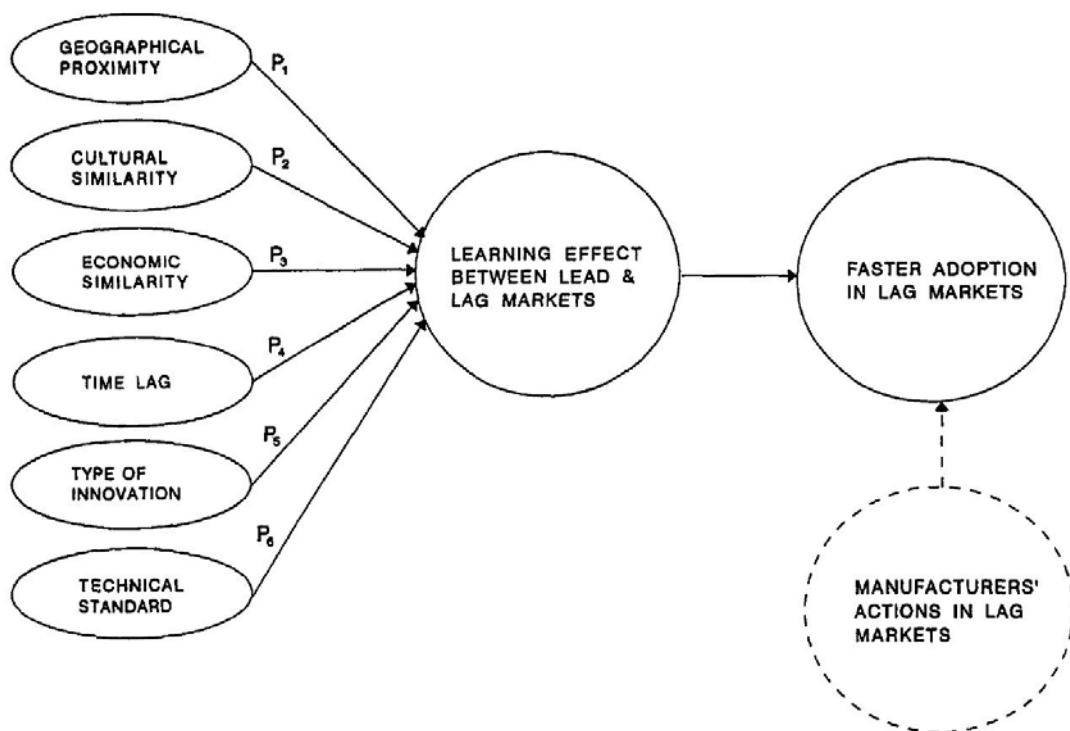 GEOGRAPHICAL
PROXIMITY
P₁
CULTURAL
SIMILARITY
P₂
ECONOMIC
SIMILARITY
P₃
TIME LAG
P₄
TYPE OF
INNOVATION
P₅
TECHNICAL
STANDARD
P₆
LEARNING EFFECT
BETWEEN LEAD &
LAG MARKETS
FASTER ADOPTION
IN LAG MARKETS
MANUFACTURERS'
ACTIONS IN LAG
MARKETS